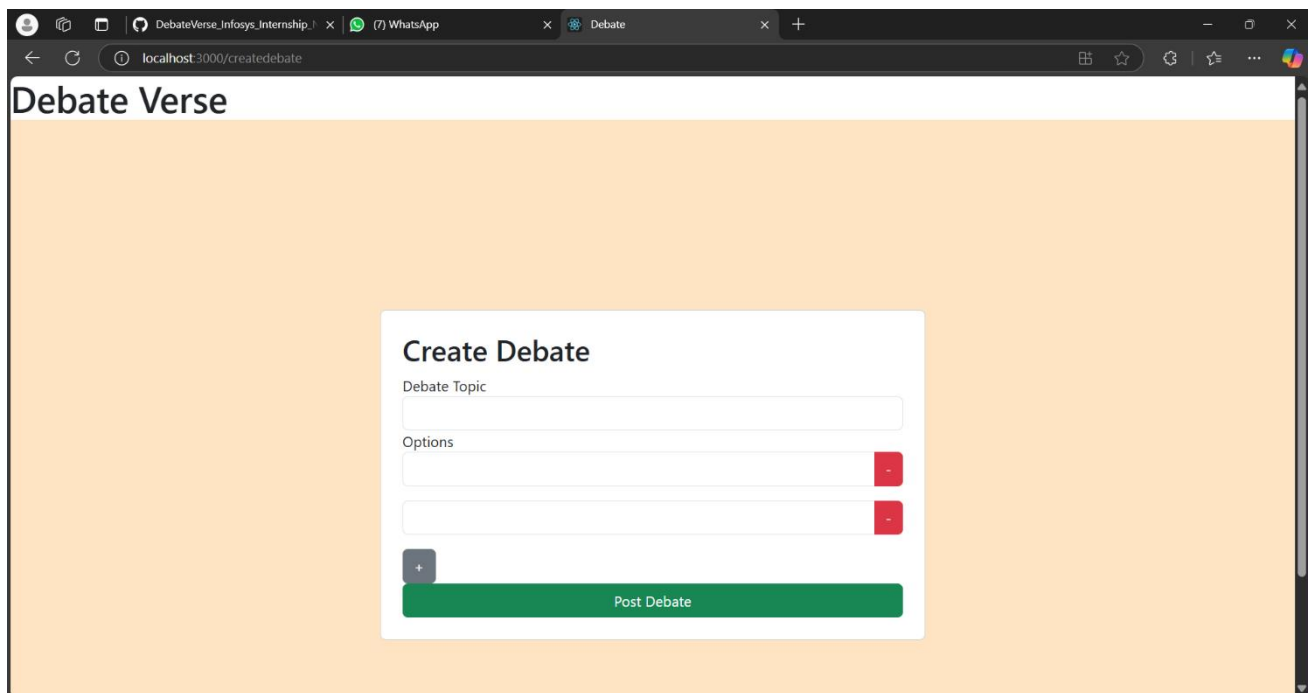 DebateVerse_Infosys_Internship_
(7) WhatsApp
Debate
localhost:3000/createdebate
Debate Verse
Create Debate
Debate Topic
Options
-
-
+
Post Debate